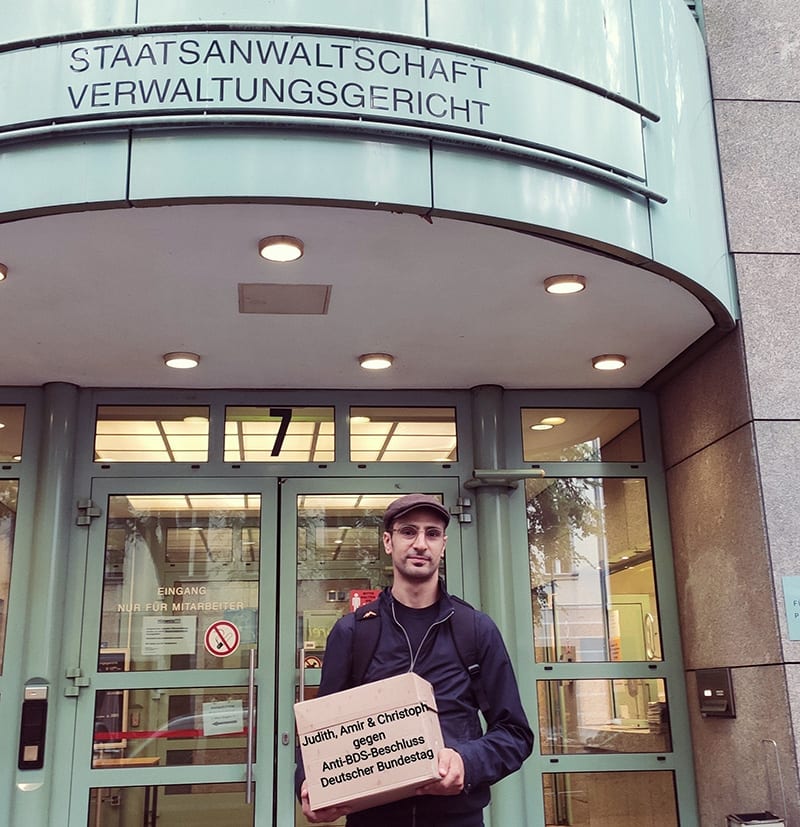 STAATSANWALTSCHAFT
VERWALTUNGSGERICHT
7
EINGANG
NUR FÜR MITARBEITER
Judith, Amir & Christoph
gegen
Anti-BDS-Beschluss
Deutscher Bundestag